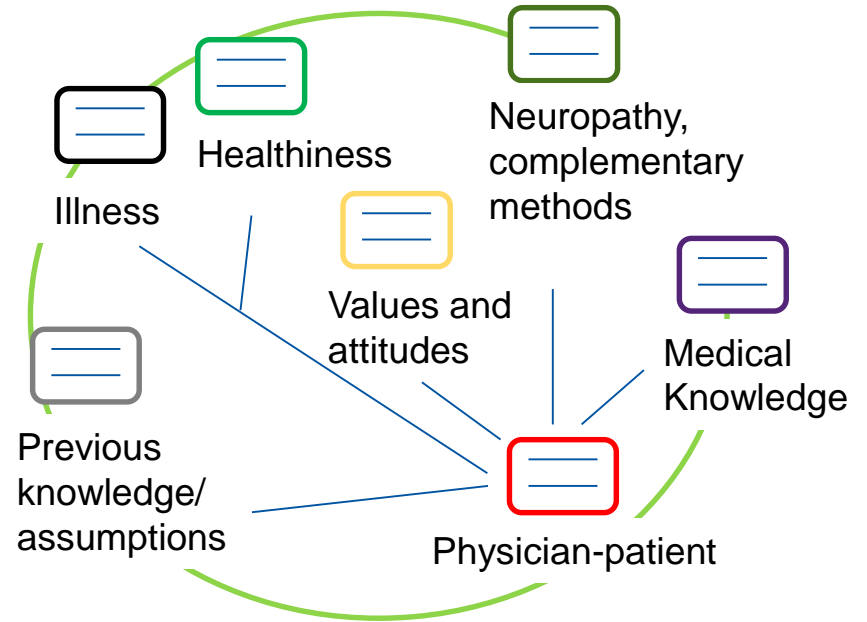 Neuropathy,
complementary
methods
Healthiness
Illness
Values and
attitudes
Medical
Knowledge
Previous
knowledge/
assumptions
Physician-patient